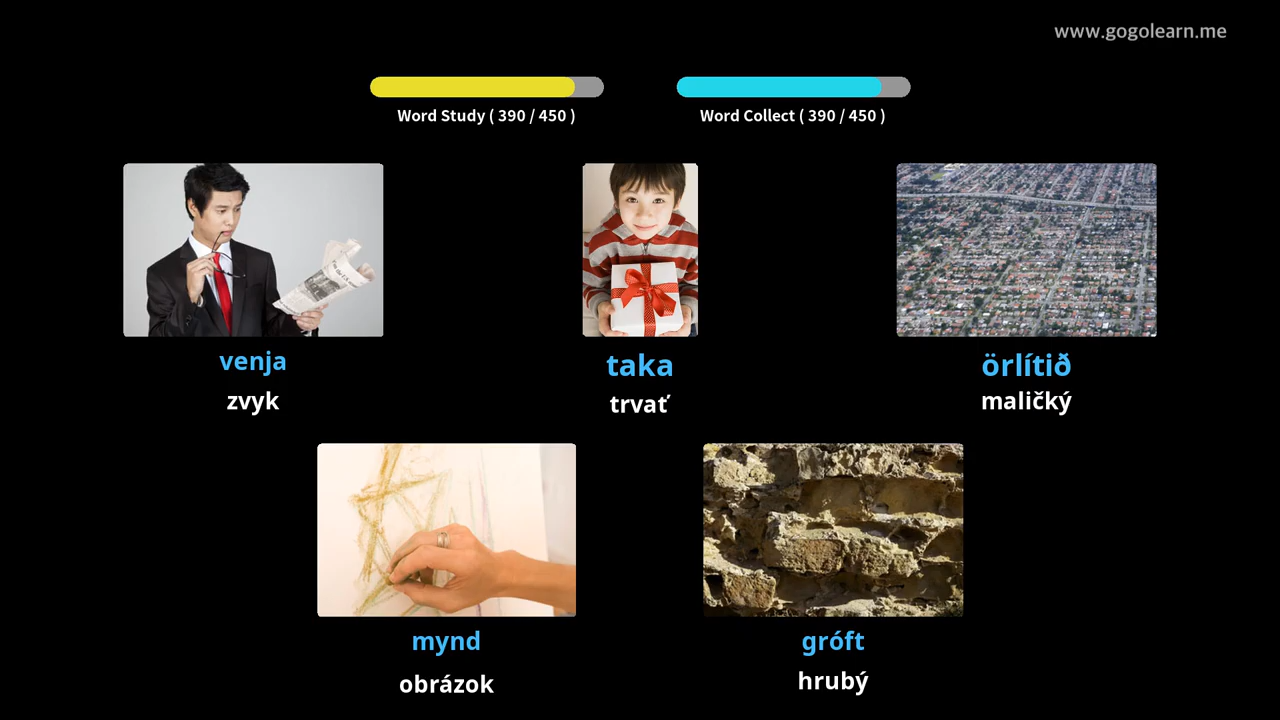 www.gogolearn.me
Word Study ( 390 / 450 )
Word Collect ( 390 / 450 )
venja
zvyk
taka
trvať
örlítið
maličký
mynd
obrázok
gróft
hrubý